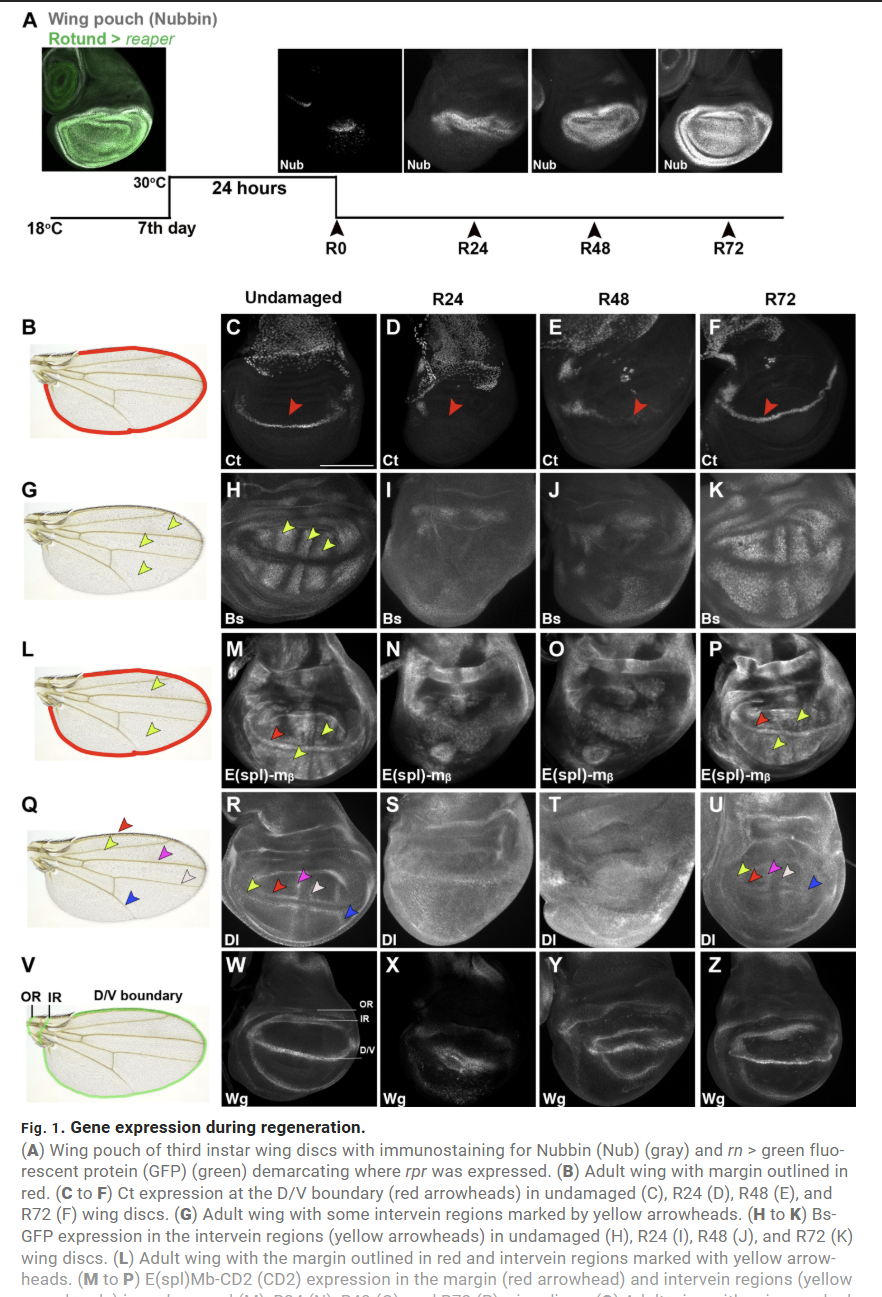 A Wing pouch (Nubbin)
Rotund > reaper
Nub Nub Nub Nub
30°C
24 hours
18°C 7th day
R0 R24 R48 R72
Undamaged R24 R48 R72
B C D E F
Ct Ct Ct Ct
G H I J K
Bs Bs Bs Bs
L M N O P
E(spl)-mβ E(spl)-mβ E(spl)-mβ E(spl)-mβ
Q R S T U
Dl Dl Dl Dl
V W X Y Z
OR IR D/V boundary
OR
IR
D/V
Wg Wg Wg Wg
Fig. 1. Gene expression during regeneration.
(A) Wing pouch of third instar wing discs with immunostaining for Nubbin (Nub) (gray) and rn > green fluo-
rescent protein (GFP) (green) demarcating where rpr was expressed. (B) Adult wing with margin outlined in
red. (C to F) Ct expression at the D/V boundary (red arrowheads) in undamaged (C), R24 (D), R48 (E), and
R72 (F) wing discs. (G) Adult wing with some intervein regions marked by yellow arrowheads. (H to K) Bs-
GFP expression in the intervein regions (yellow arrowheads) in undamaged (H), R24 (I), R48 (J), and R72 (K)
wing discs. (L) Adult wing with the margin outlined in red and intervein regions marked with yellow arrow-
heads. (M to P) E(spl)Mb-CD2 (CD2) expression in the margin (red arrowhead) and intervein regions (yellow